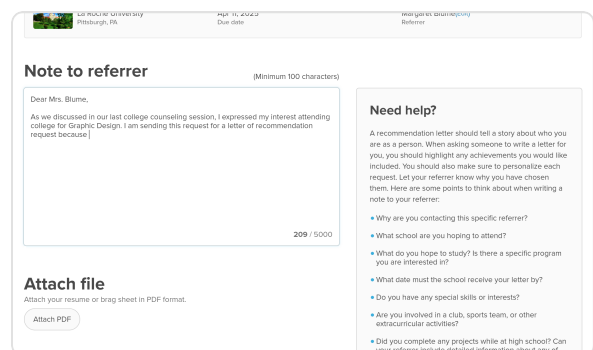 La Roche University
Apr 11, 2025
Margaret Blume
Pittsburgh, PA
Due date
Referrer
Note to referrer
(Minimum 100 characters)
Dear Mrs. Blume,
As we discussed in our last college counseling session, I expressed my interest attending
college for Graphic Design. I am sending this request for a letter of recommendation
request because
209 / 5000
Attach file
Attach your resume or brag sheet in PDF format.
Attach PDF
Need help?
A recommendation letter should tell a story about who you
are as a person. When asking someone to write a letter for
you, you should highlight any achievements you would like
included. You should also make sure to personalize each
request. Let your referrer know why you have chosen
them. Here are some points to think about when writing a
note to your referrer:
Why are you contacting this specific referrer?
What school are you hoping to attend?
What do you hope to study? Is there a specific program
you are interested in?
What date must the school receive your letter by?
Do you have any special skills or interests?
Are you involved in a club, sports team, or other
extracurricular activities?
Did you complete any projects while at high school? Can
your referrer include detailed information about any of